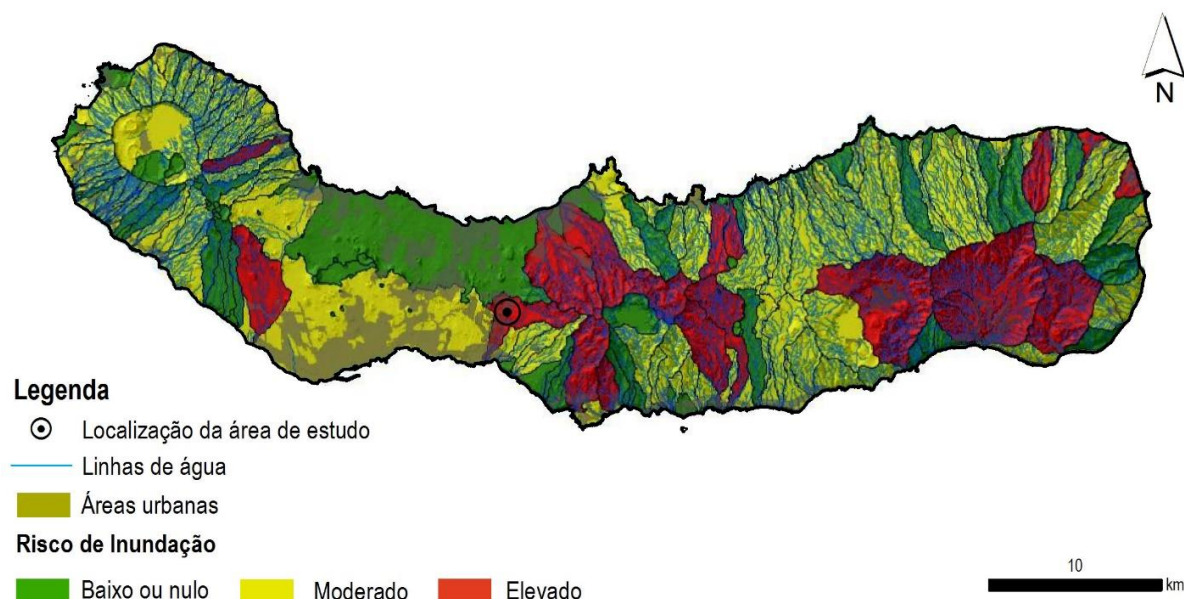 N
Legenda
Localização da área de estudo
Linhas de água
Áreas urbanas
Risco de Inundação
Baixo ou nulo Moderado Elevado
10
km